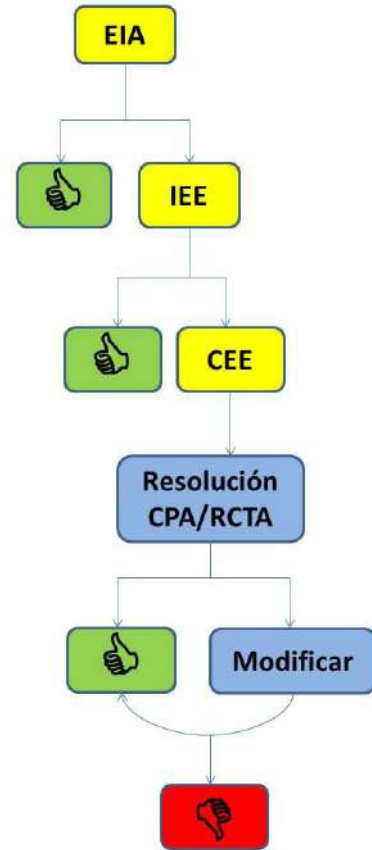 EIA
IEE
CEE
Resolución
CPA/RCTA
Modificar